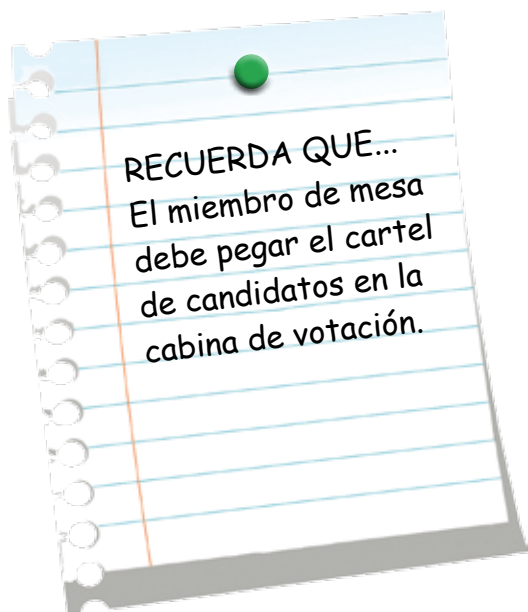 RECUERDA QUE...
El miembro de mesa
debe pegar el cartel
de candidatos en la
cabina de votación.